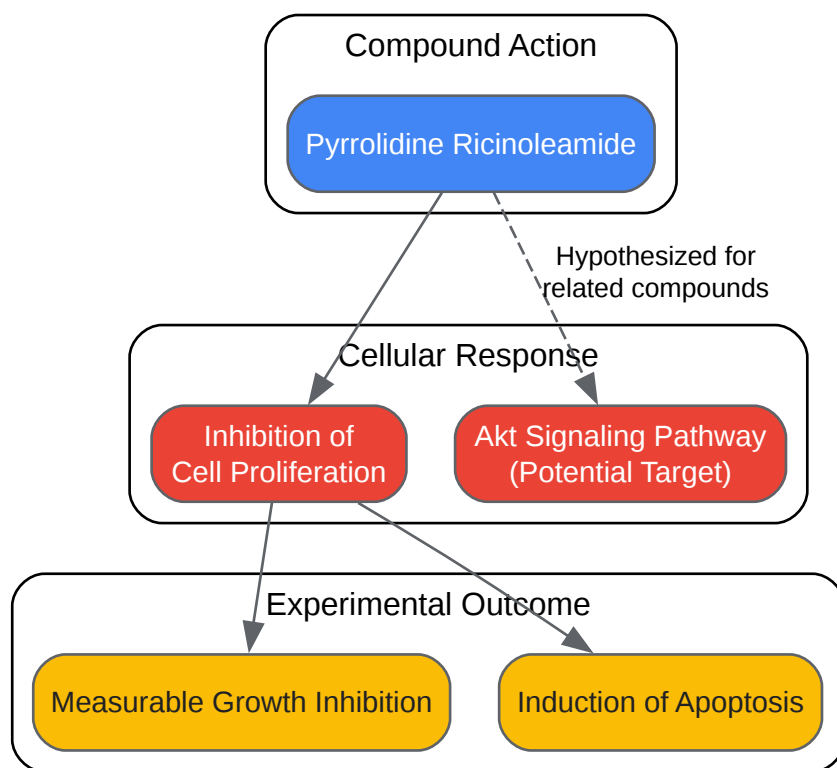 Compound Action
Pyrrolidine Ricinoleamide
Hypothesized for
related compounds
Cellular Response
Inhibition of
Cell Proliferation
Akt Signaling Pathway
(Potential Target)
Experimental Outcome
Measurable Growth Inhibition
Induction of Apoptosis